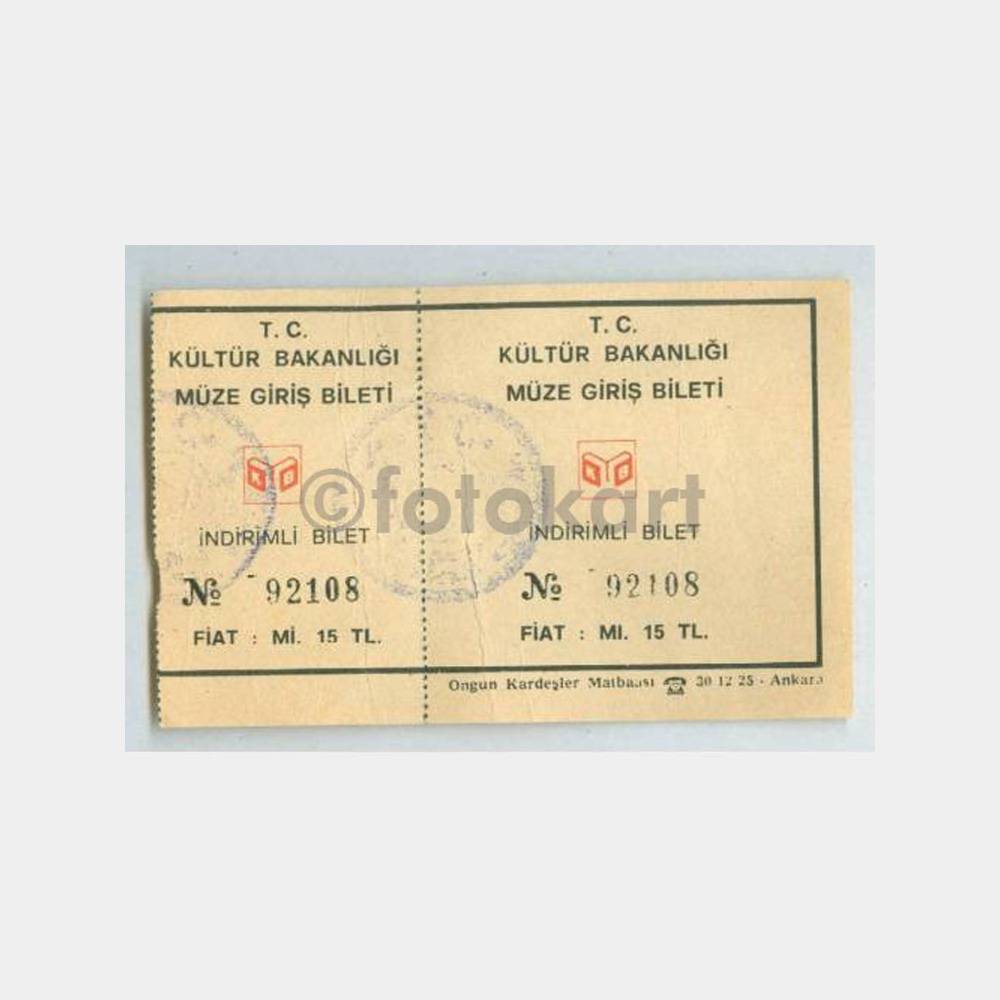 T. C.
KÜLTÜR BAKANLIĞI
MÜZE GİRİŞ BİLETİ
K B
İNDİRİMLİ BİLET
№ 92108
FİAT : Mİ. 15 TL.
T. C.
KÜLTÜR BAKANLIĞI
MÜZE GİRİŞ BİLETİ
K B
İNDİRİMLİ BİLET
№ 92108
FİAT : MI. 15 TL.
Ongun Kardeşler Matbaası ☎ 30 12 25 - Ankara
©fotokart